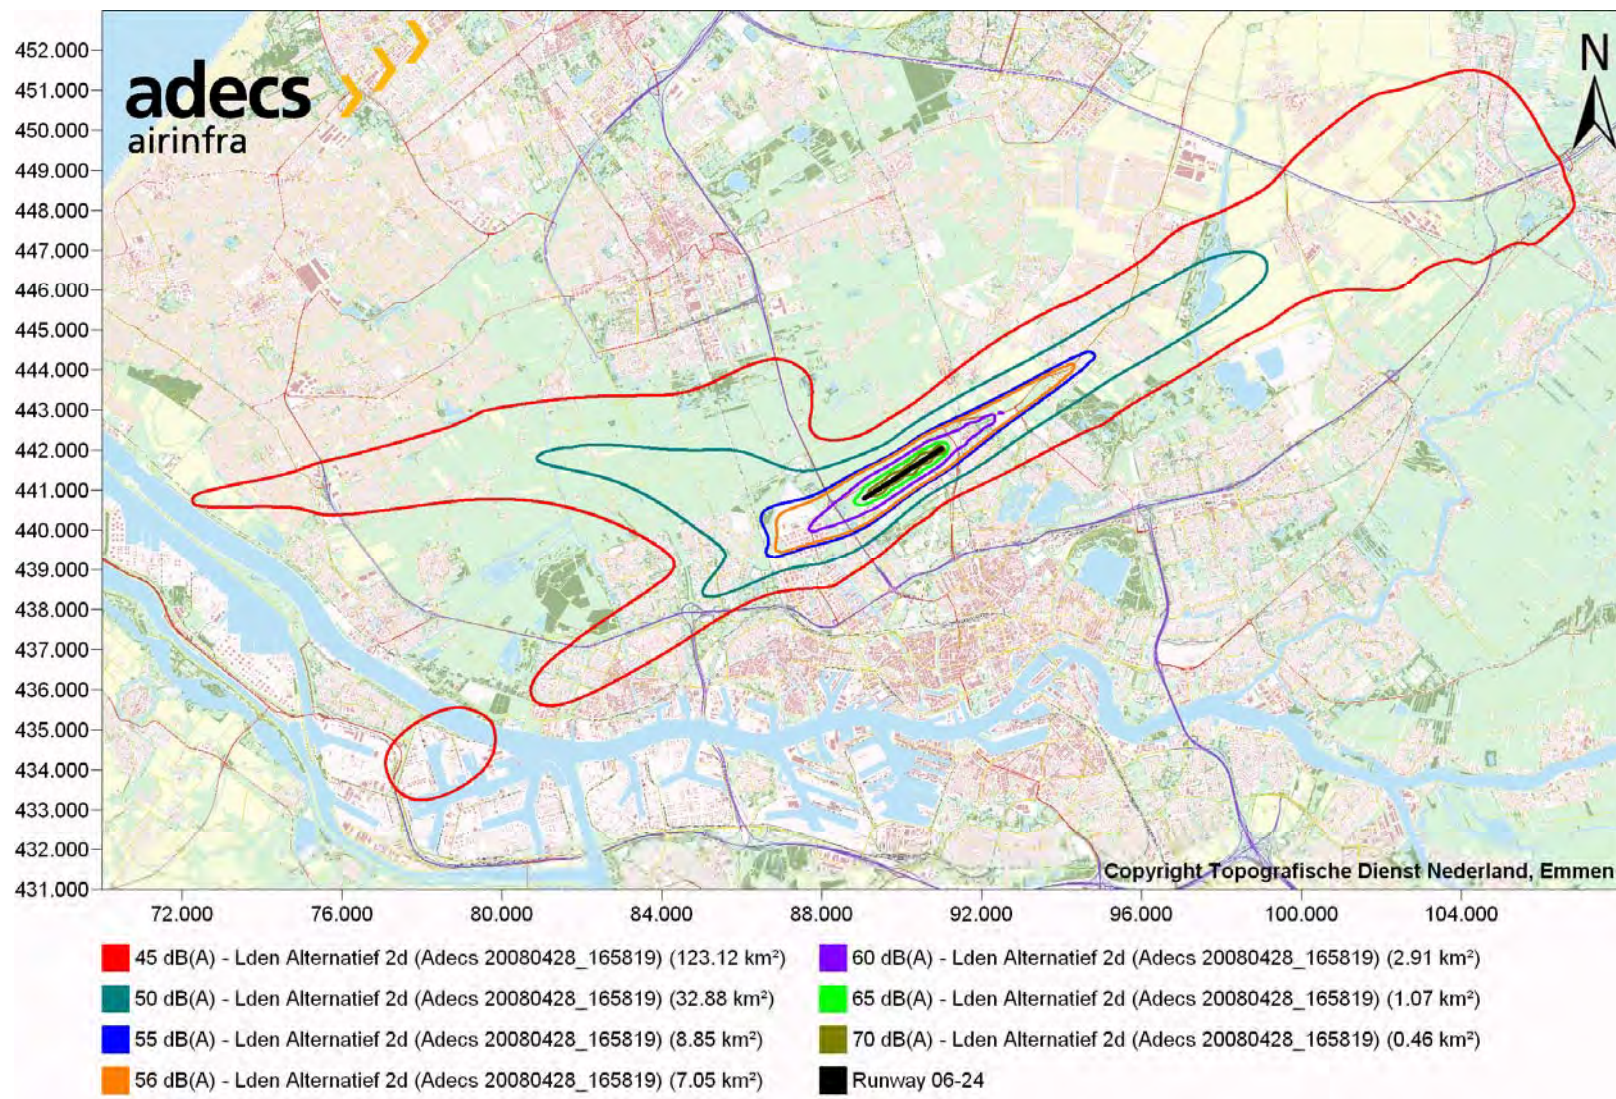 452.000
451.000
450.000
449.000
448.000
447.000
446.000
445.000
444.000
443.000
442.000
441.000
440.000
439.000
438.000
437.000
436.000
435.000
434.000
433.000
432.000
431.000
adecs
airinfra
N
Copyright Topografische Dienst Nederland, Emmen
72.000 76.000 80.000 84.000 88.000 92.000 96.000 100.000 104.000
45 dB(A) - Lden Alternatief 2d (Adecs 20080428_165819) (123.12 km²)
50 dB(A) - Lden Alternatief 2d (Adecs 20080428_165819) (32.88 km²)
55 dB(A) - Lden Alternatief 2d (Adecs 20080428_165819) (8.85 km²)
56 dB(A) - Lden Alternatief 2d (Adecs 20080428_165819) (7.05 km²)
60 dB(A) - Lden Alternatief 2d (Adecs 20080428_165819) (2.91 km²)
65 dB(A) - Lden Alternatief 2d (Adecs 20080428_165819) (1.07 km²)
70 dB(A) - Lden Alternatief 2d (Adecs 20080428_165819) (0.46 km²)
Runway 06-24